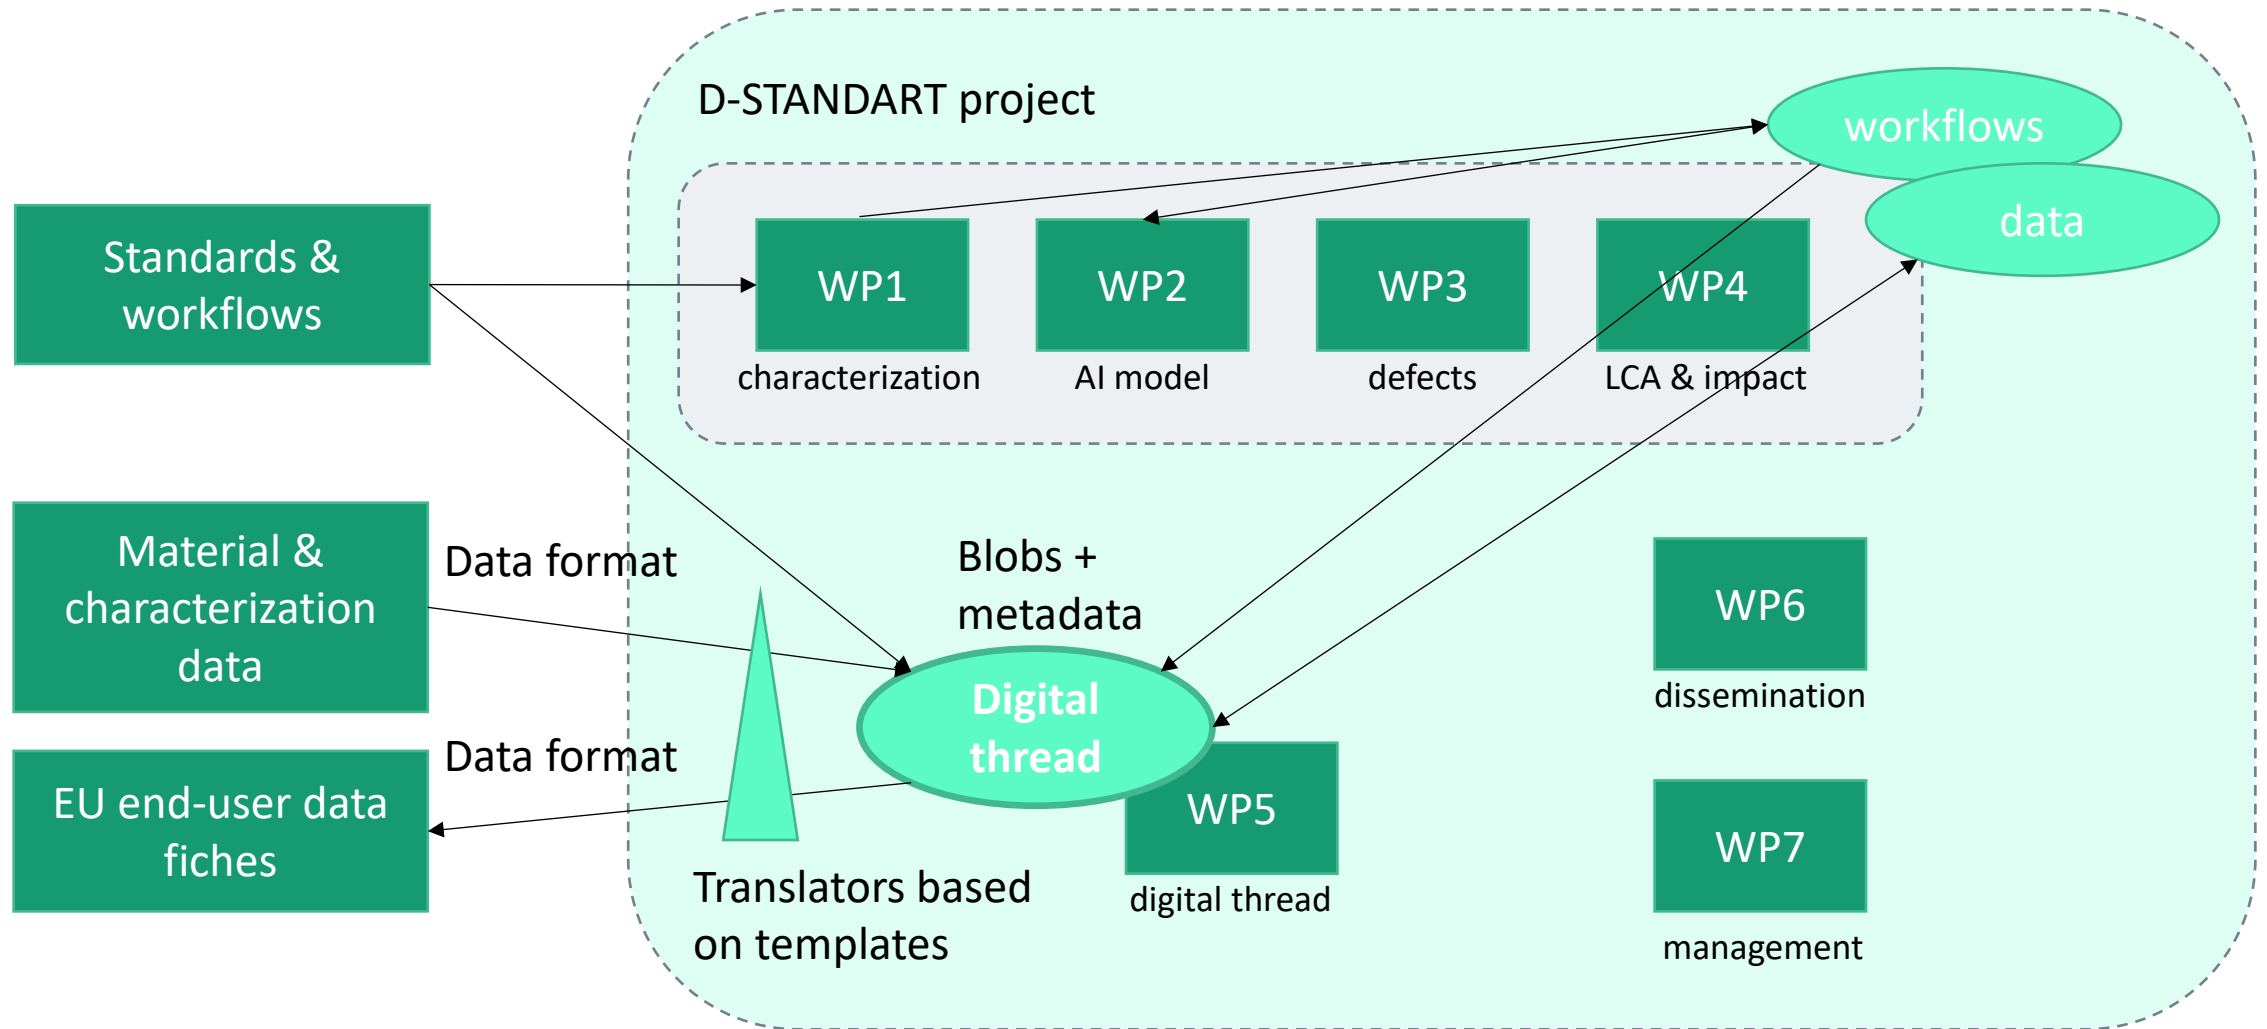 D-STANDART project
workflows
data
Standards &
workflows
WP1
WP2
WP3
WP4
characterization
AI model
defects
LCA & impact
Material &
characterization
data
Data format
Blobs +
metadata
WP6
dissemination
Digital
thread
Data format
EU end-user data
fiches
WP5
digital thread
WP7
management
Translators based
on templates